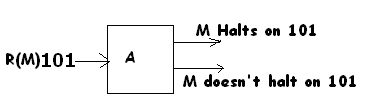 M Halts on 101
R(M)101
A
M doesn't halt on 101